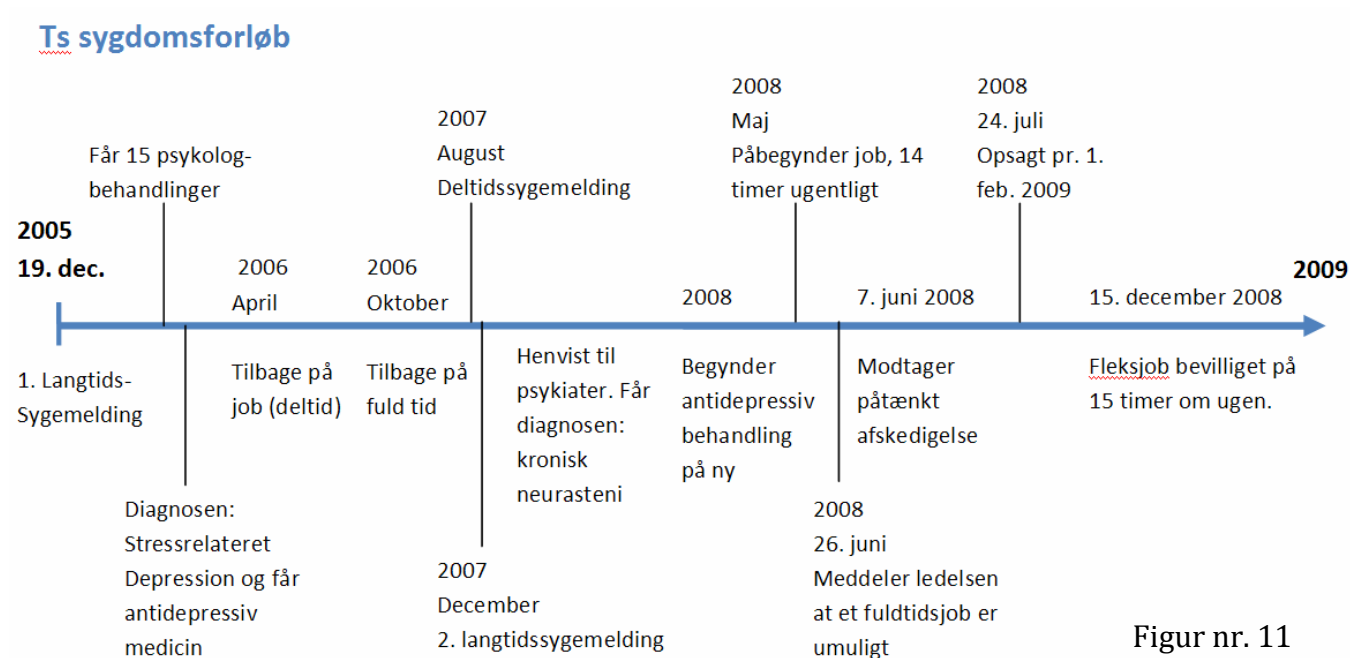 Ts sygdomsforløb
2005
19. dec.
1. Langtids-
Sygemelding
Får 15 psykolog-
behandlinger
Diagnosen:
Stressrelateret
Depression og får
antidepressiv
medicin
2006
April
Tilbage på
job (deltid)
2006
Oktober
Tilbage på
fuld tid
2007
August
Deltidssygemelding
2007
December
2. langtidssygemelding
Henvist til
psykiater. Får
diagnosen:
kronisk
neurasteni
2008
Begynder
antidepressiv
behandling
på ny
2008
Maj
Påbegynder job, 14
timer ugentligt
2008
26. juni
Meddeler ledelsen
at et fuldtidsjob er
umuligt
7. juni 2008
Modtager
påtænkt
afskedigelse
2008
24. juli
Opsagt pr. 1.
feb. 2009
15. december 2008
Fleksjob bevilliget på
15 timer om ugen.
2009
Figur nr. 11